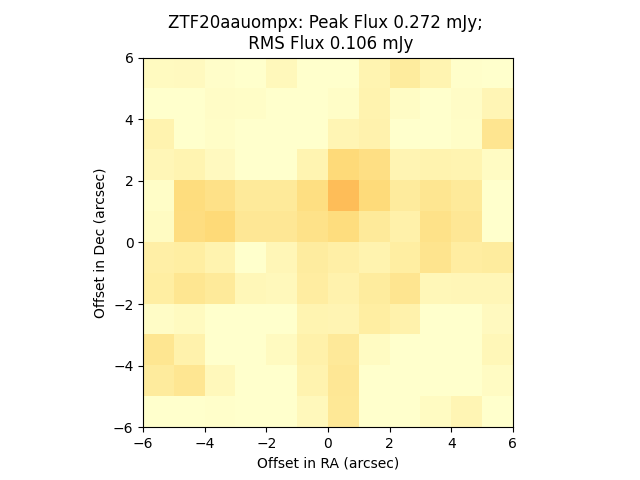 ZTF20aauompx: Peak Flux 0.272 mJy;
RMS Flux 0.106 mJy
6
4
2
0
−2
−4
−6
Offset in Dec (arcsec)
−6 −4 −2 0 2 4 6
Offset in RA (arcsec)